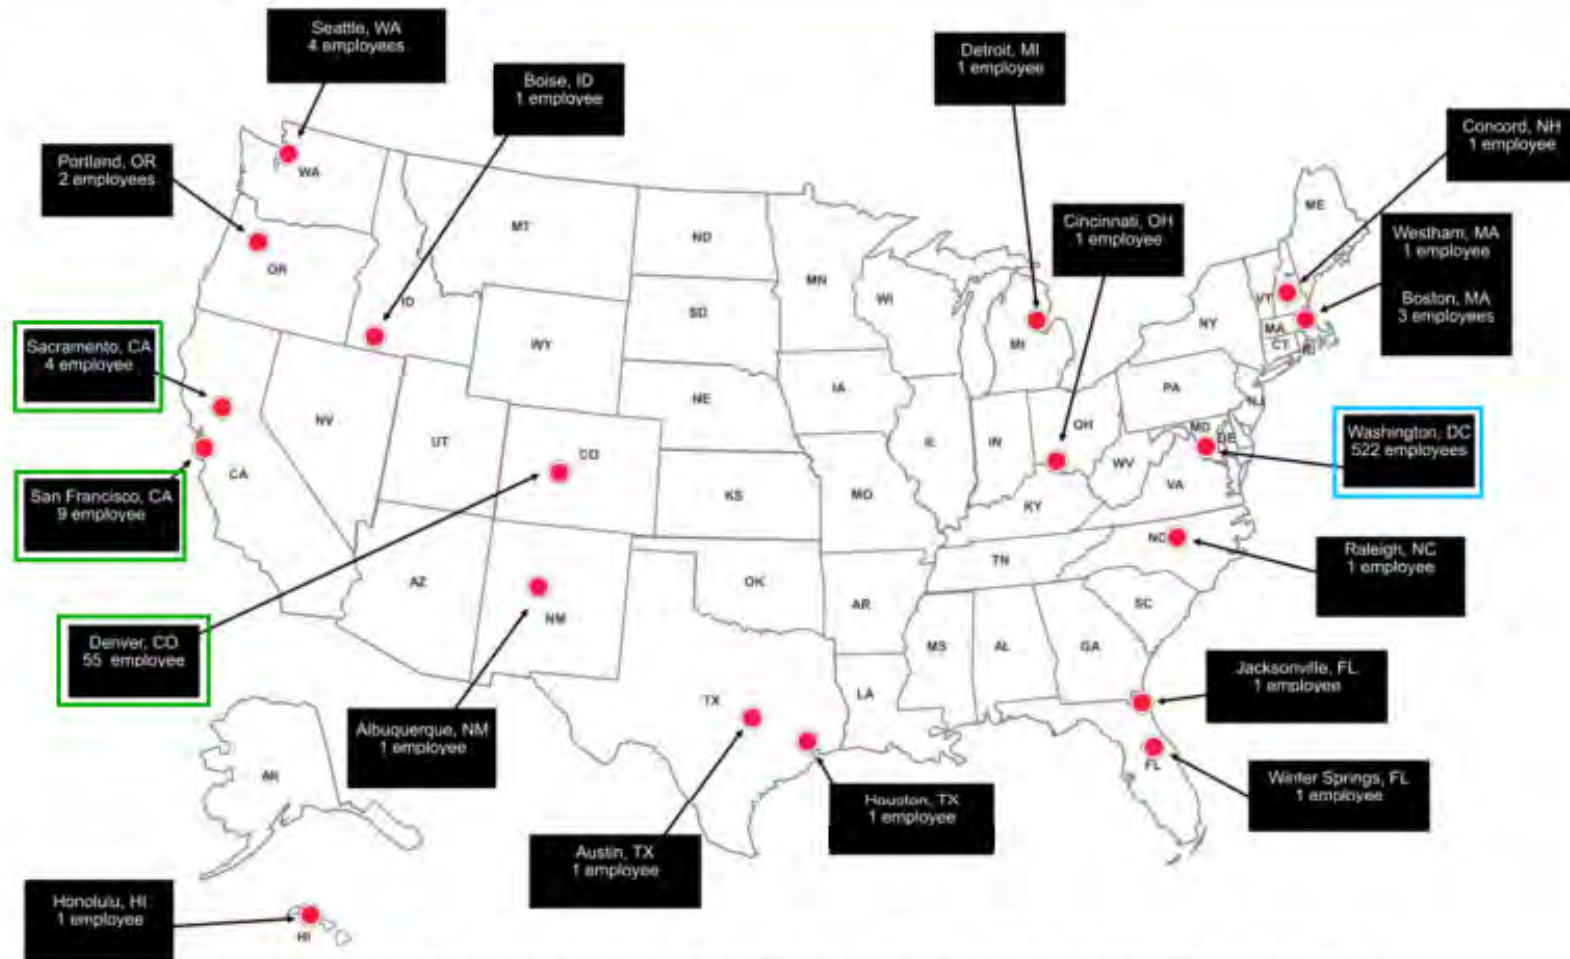 Seattle, WA
4 employees
Boise, ID
1 employee
Detroit, MI
1 employee
Concord, NH
1 employee
Portland, OR
2 employees
Cincinnati, OH
1 employee
Westham, MA
1 employee
Boston, MA
3 employees
Sacramento, CA
4 employee
San Francisco, CA
9 employee
Washington, DC
522 employees
Raleigh, NC
1 employee
Denver, CO
55 employee
Albuquerque, NM
1 employee
Jacksonville, FL
1 employee
Winter Springs, FL
1 employee
Houston, TX
1 employee
Austin, TX
1 employee
Honolulu, HI
1 employee
WA
OR
ID
MT
ND
MN
WI
MI
ME
VT
NY
MA
CT
RI
SD
WY
NE
IA
PA
NJ
NV
UT
CO
CA
IL
IN
OH
MD
DE
WV
VA
KS
MO
KY
NC
TN
AZ
NM
OK
AR
SC
MS
AL
GA
TX
LA
FL
HI